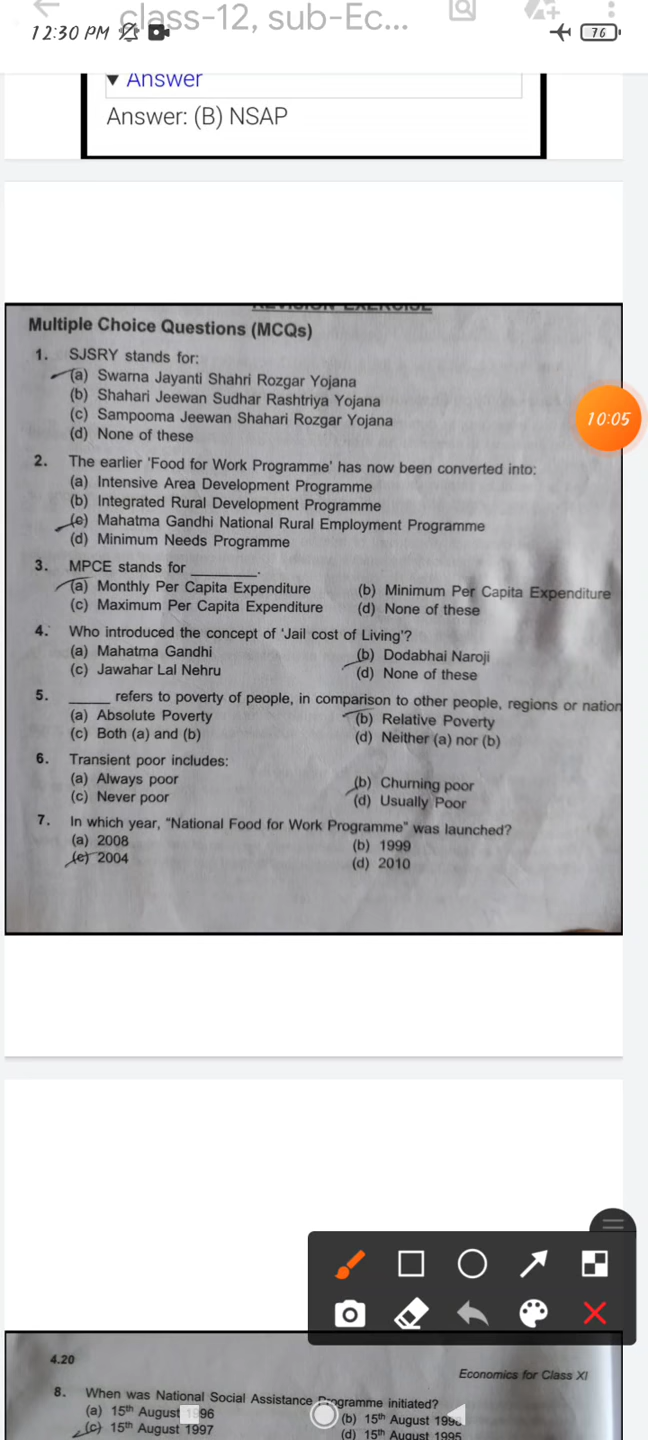 class-12, sub-Ec...
12:30 PM
76
Answer
Answer: (B) NSAP
REVISION EXERCISE
Multiple Choice Questions (MCQs)
1. SJSRY stands for:
(a) Swarna Jayanti Shahri Rozgar Yojana
(b) Shahari Jeewan Sudhar Rashtriya Yojana
(c) Sampooma Jeewan Shahari Rozgar Yojana
(d) None of these
10:05
2. The earlier 'Food for Work Programme' has now been converted into:
(a) Intensive Area Development Programme
(b) Integrated Rural Development Programme
(c) Mahatma Gandhi National Rural Employment Programme
(d) Minimum Needs Programme
3. MPCE stands for ________.
(a) Monthly Per Capita Expenditure (b) Minimum Per Capita Expenditure
(c) Maximum Per Capita Expenditure (d) None of these
4. Who introduced the concept of 'Jail cost of Living'?
(a) Mahatma Gandhi (b) Dodabhai Naroji
(c) Jawahar Lal Nehru (d) None of these
5. _____ refers to poverty of people, in comparison to other people, regions or nation
(a) Absolute Poverty (b) Relative Poverty
(c) Both (a) and (b) (d) Neither (a) nor (b)
6. Transient poor includes:
(a) Always poor (b) Churning poor
(c) Never poor (d) Usually Poor
7. In which year, "National Food for Work Programme" was launched?
(a) 2008 (b) 1999
(c) 2004 (d) 2010
4.20
Economics for Class XI
8. When was National Social Assistance Programme initiated?
(a) 15th August 1996 (b) 15th August
(c) 15th August 1997 (d) 15th August 1995